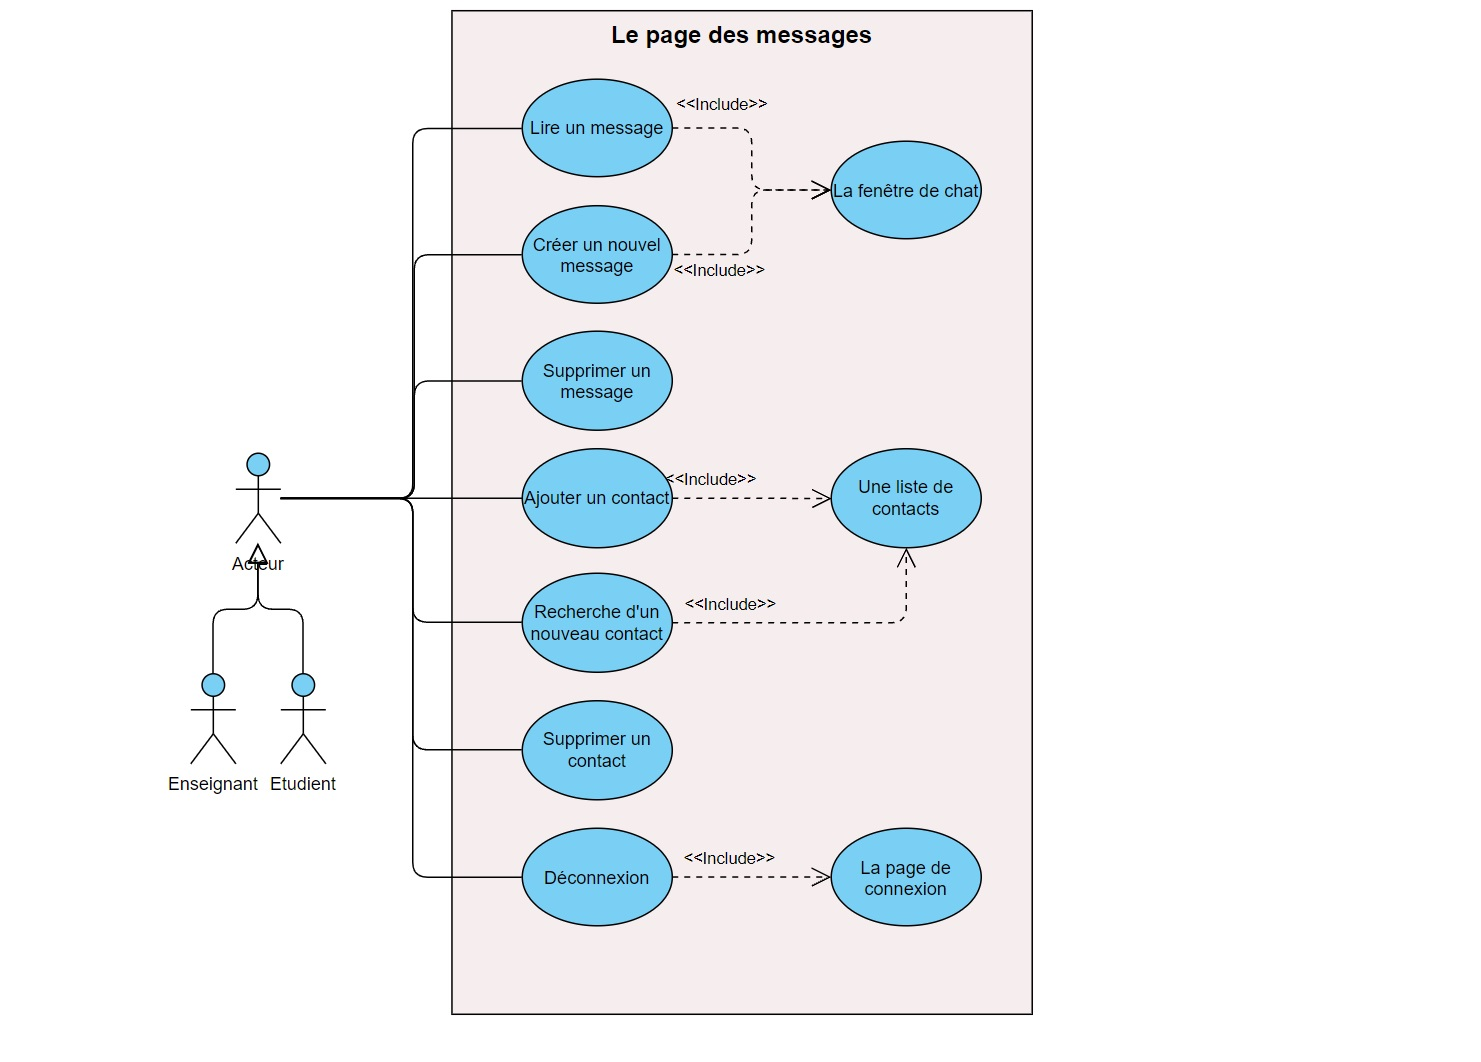 Le page des messages
<<Include>>
Lire un message
La fenêtre de chat
Créer un nouvel
message
<<Include>>
Supprimer un
message
<<Include>>
Ajouter un contact
Une liste de
contacts
Acteur
<<Include>>
Recherche d'un
nouveau contact
Supprimer un
contact
Enseignant
Etudient
<<Include>>
Déconnexion
La page de
connexion